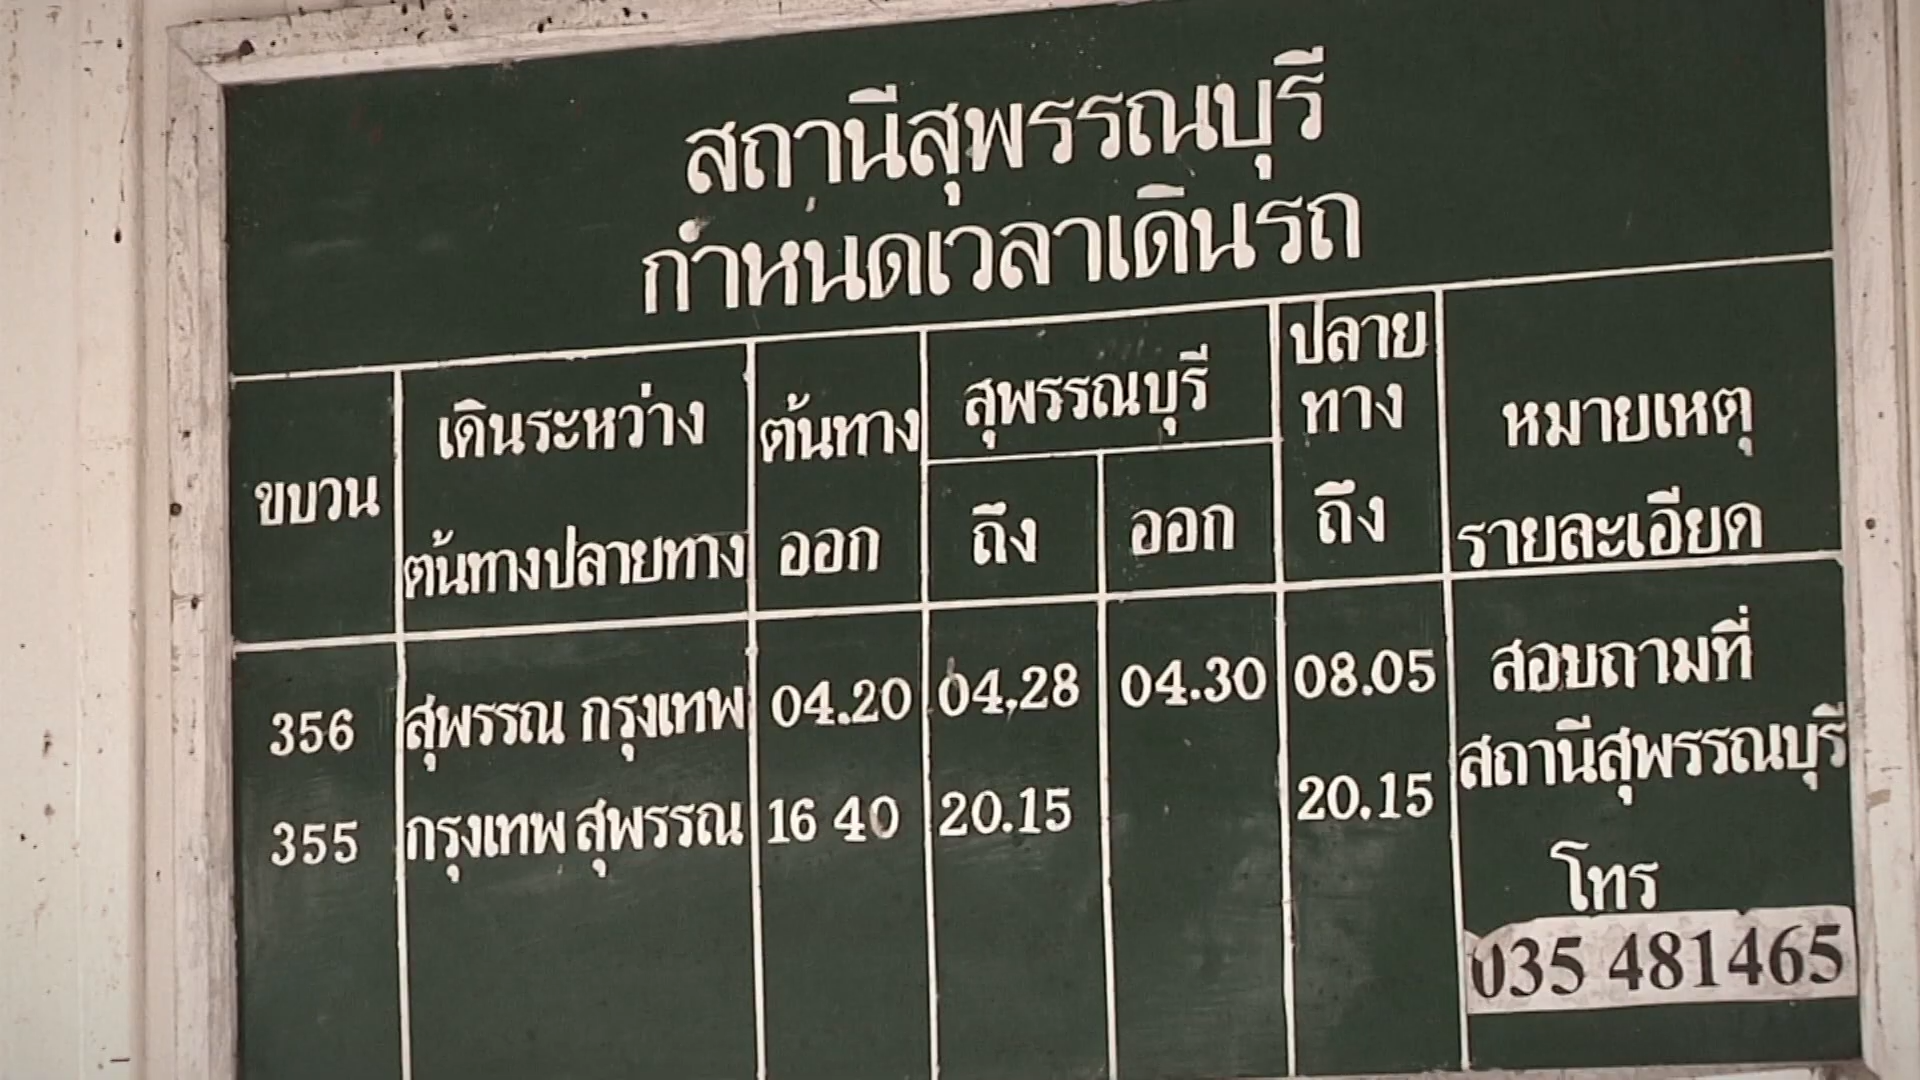 สถานีสุพรรณบุรี
กำหนดเวลาเดินรถ
ขบวน
เดินระหว่าง
ต้นทางปลายทาง
ต้นทาง
ออก
สุพรรณบุรี
ถึง ออก
ปลาย
ทาง
ถึง
หมายเหตุ
รายละเอียด
356 สุพรรณ กรุงเทพ 04.20 04.28 04.30 08.05
355 กรุงเทพ สุพรรณ 16 40 20.15 20.15
สอบถามที่
สถานีสุพรรณบุรี
โทร
035 481465